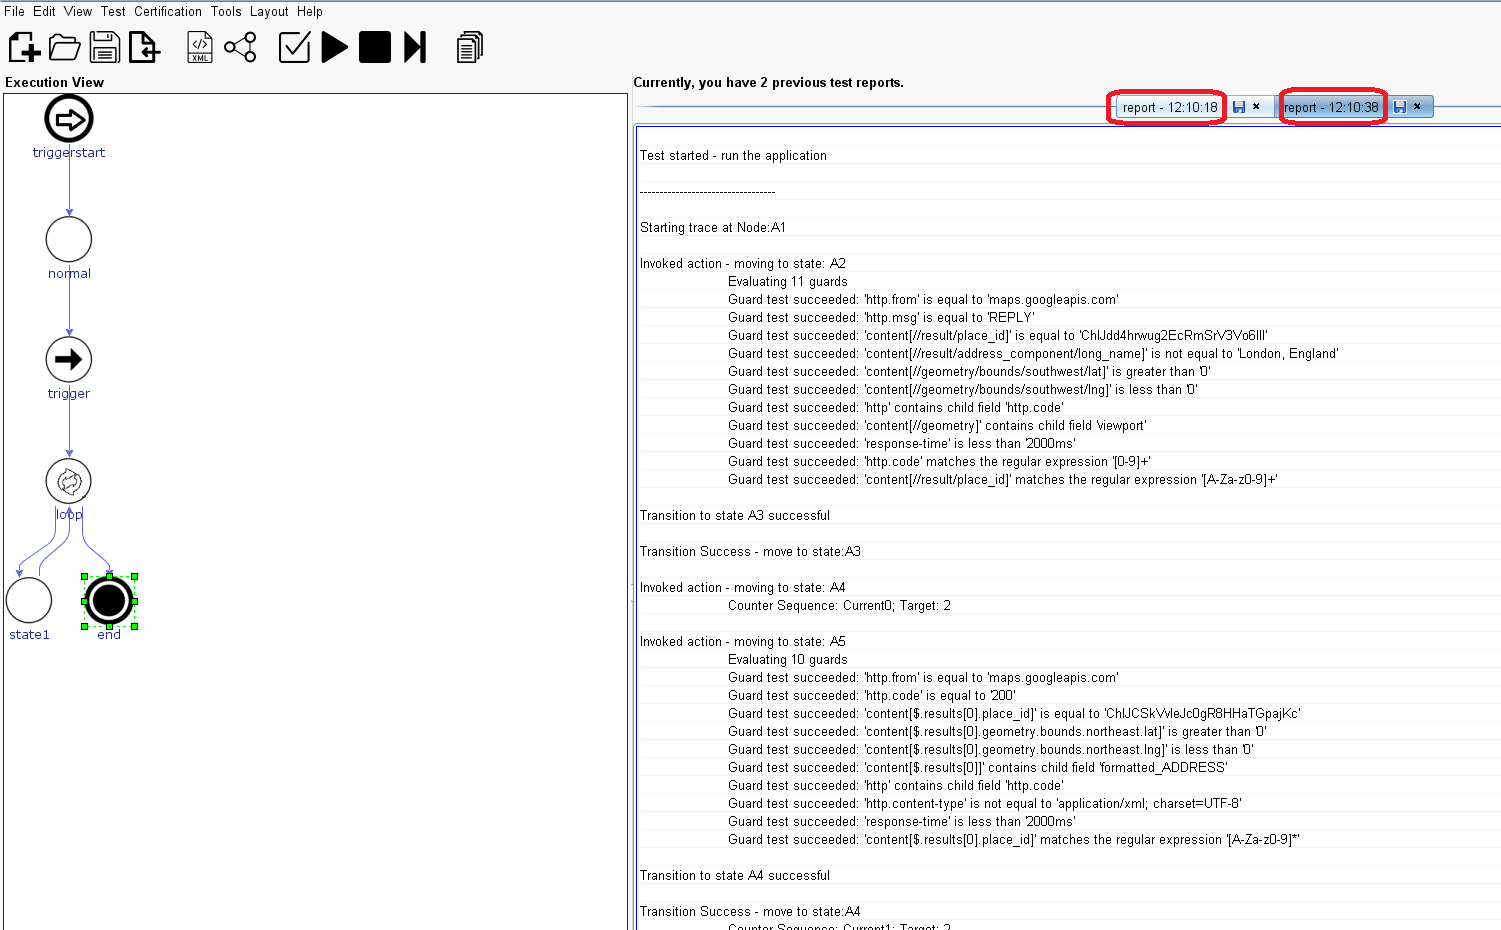 File Edit View Test Certification Tools Layout Help
XML
Execution View
Currently, you have 2 previous test reports.
report - 12:10:18 report - 12:10:38
triggerstart
normal
trigger
loop
state1
end
Test started - run the application
----------------------------------
Starting trace at Node:A1
Invoked action - moving to state: A2
Evaluating 11 guards
Guard test succeeded: 'http.from' is equal to 'maps.googleapis.com'
Guard test succeeded: 'http.msg' is equal to 'REPLY'
Guard test succeeded: 'content[//result/place_id]' is equal to 'ChIJdd4hrwug2EcRmSrV3Vo6llI'
Guard test succeeded: 'content[//result/address_component/long_name]' is not equal to 'London, England'
Guard test succeeded: 'content[//geometry/bounds/southwest/lat]' is greater than '0'
Guard test succeeded: 'content[//geometry/bounds/southwest/lng]' is less than '0'
Guard test succeeded: 'http' contains child field 'http.code'
Guard test succeeded: 'content[//geometry]' contains child field 'viewport'
Guard test succeeded: 'response-time' is less than '2000ms'
Guard test succeeded: 'http.code' matches the regular expression '[0-9]+'
Guard test succeeded: 'content[//result/place_id]' matches the regular expression '[A-Za-z0-9]+'
Transition to state A3 successful
Transition Success - move to state:A3
Invoked action - moving to state: A4
Counter Sequence: Current0; Target: 2
Invoked action - moving to state: A5
Evaluating 10 guards
Guard test succeeded: 'http.from' is equal to 'maps.googleapis.com'
Guard test succeeded: 'http.code' is equal to '200'
Guard test succeeded: 'content[$.results[0].place_id]' is equal to 'ChIJCSkVvleJc0gR8HHaTGpajKc'
Guard test succeeded: 'content[$.results[0].geometry.bounds.northeast.lat]' is greater than '0'
Guard test succeeded: 'content[$.results[0].geometry.bounds.northeast.lng]' is less than '0'
Guard test succeeded: 'content[$.results[0]]' contains child field 'formatted_ADDRESS'
Guard test succeeded: 'http' contains child field 'http.code'
Guard test succeeded: 'http.content-type' is not equal to 'application/xml; charset=UTF-8'
Guard test succeeded: 'response-time' is less than '2000ms'
Guard test succeeded: 'content[$.results[0].place_id]' matches the regular expression '[A-Za-z0-9]*'
Transition to state A4 successful
Transition Success - move to state:A4
Counter Sequence: Current1; Target: 2